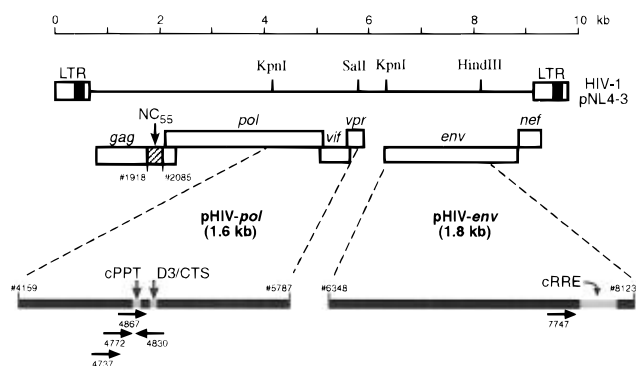 0 2 4 6 8 10 kb
KpnI SalI KpnI HindIII
LTR LTR
HIV-1
pNL4-3
NC55
gag pol vif vpr env nef
#1918 #2085
pHIV-pol
(1.6 kb)
pHIV-env
(1.8 kb)
cPPT D3/CTS cRRE
#4159 #5787 #6348 #8123
4867 7747
4772 4830
4737